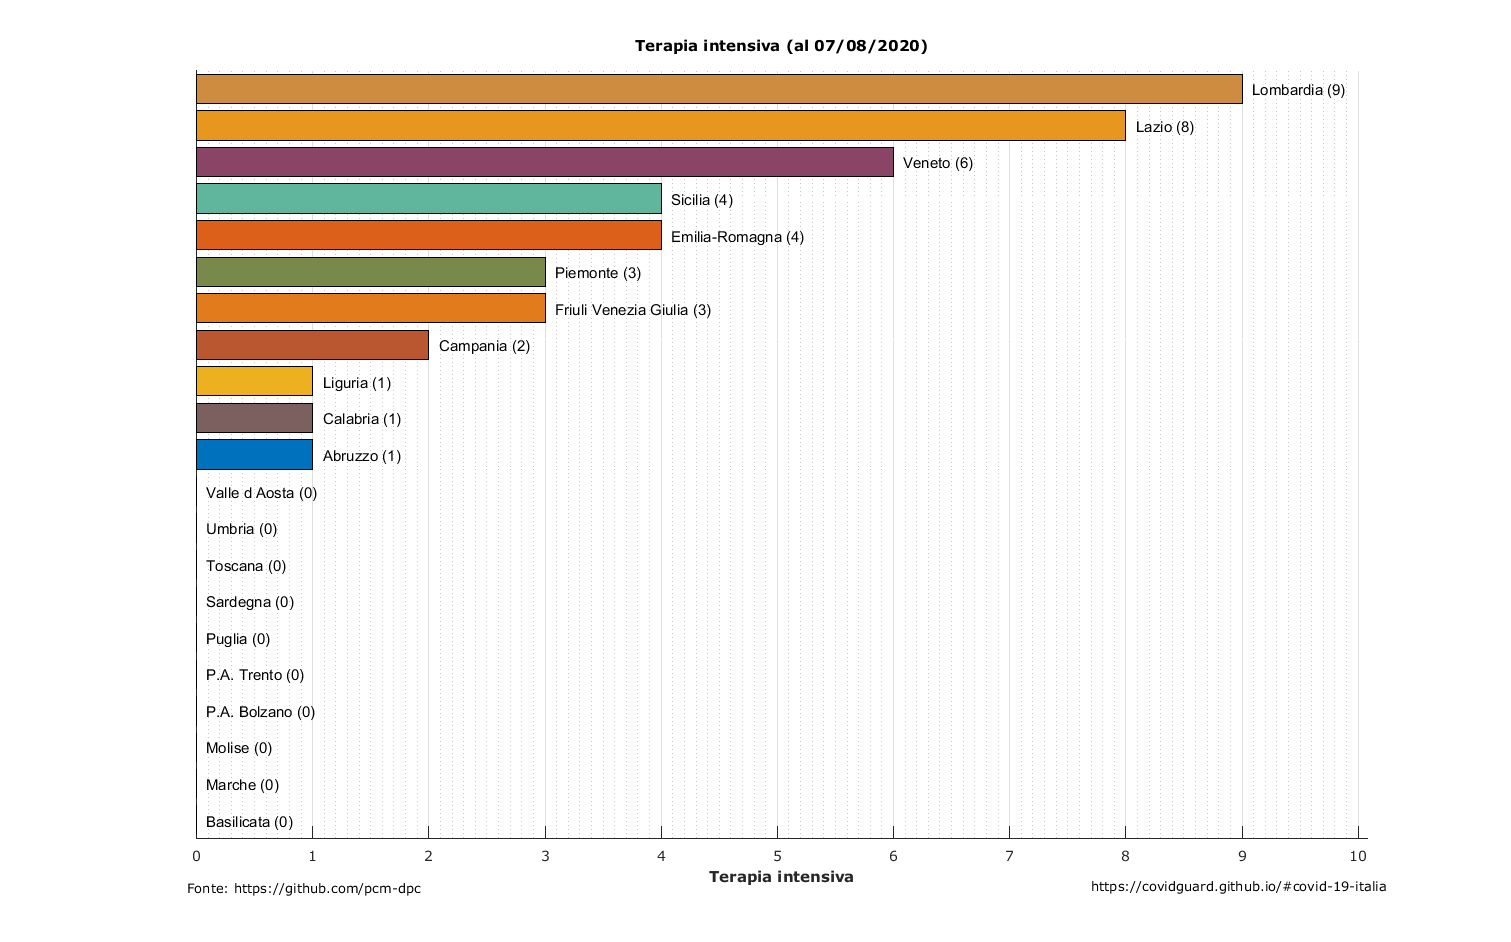 Terapia intensiva (al 07/08/2020)
Lombardia (9)
Lazio (8)
Veneto (6)
Sicilia (4)
Emilia-Romagna (4)
Piemonte (3)
Friuli Venezia Giulia (3)
Campania (2)
Liguria (1)
Calabria (1)
Abruzzo (1)
Valle d Aosta (0)
Umbria (0)
Toscana (0)
Sardegna (0)
Puglia (0)
P.A. Trento (0)
P.A. Bolzano (0)
Molise (0)
Marche (0)
Basilicata (0)
0 1 2 3 4 5 6 7 8 9 10
Terapia intensiva
Fonte: https://github.com/pcm-dpc
https://covidguard.github.io/#covid-19-italia